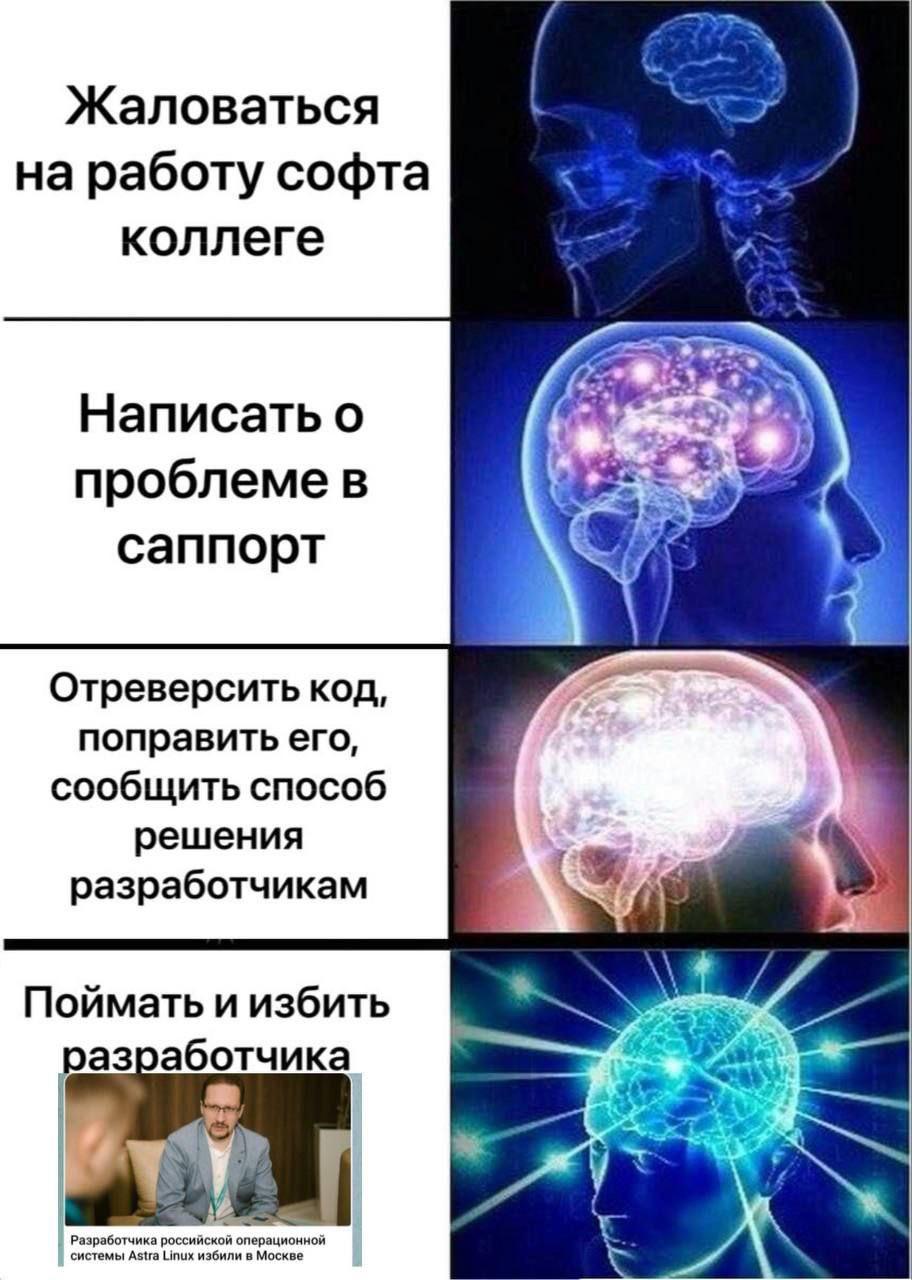 Жаловаться
на работу софта
коллеге
Написать о
проблеме в
саппорт
Отреверсить код,
поправить его,
сообщить способ
решения
разработчикам
Поймать и избить
разработчика
Разработчика российской операционной
системы Astra Linux избили в Москве